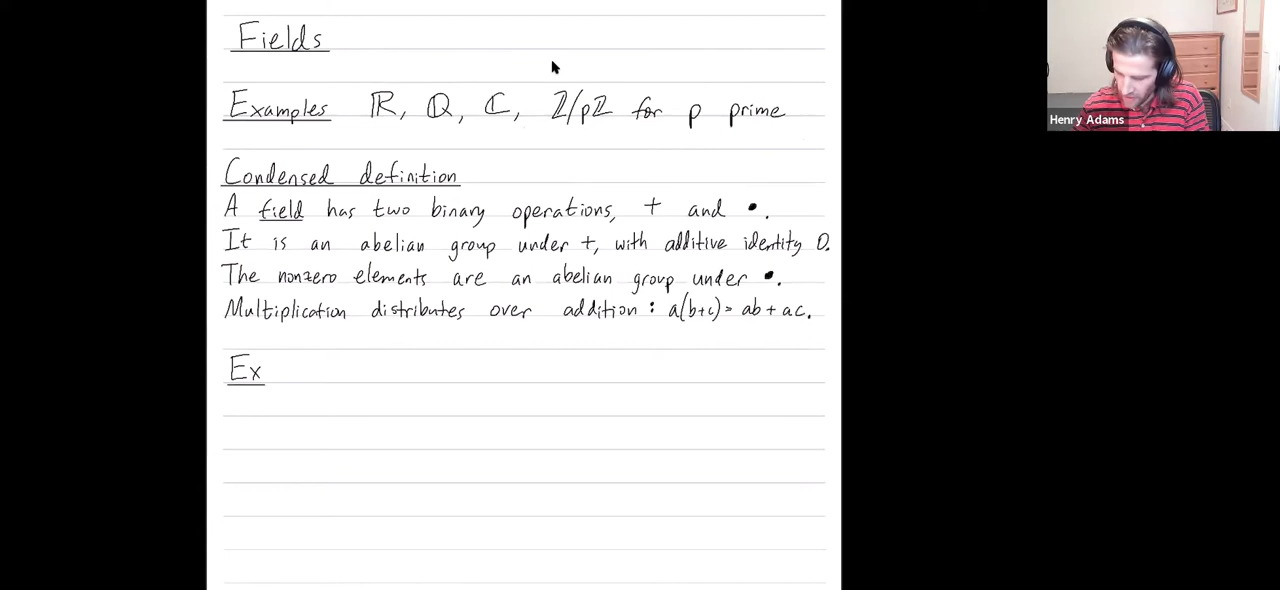 Fields
Examples ℝ, ℚ, ℂ, ℤ/pℤ for p prime
Condensed definition
A field has two binary operations, + and •.
It is an abelian group under +, with additive identity 0.
The nonzero elements are an abelian group under •.
Multiplication distributes over addition: a(b+c) = ab + ac.
Ex
Henry Adams